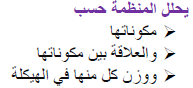 يحلل المنظمة حسب
➢ مكوناتها
➢ والعلاقة بين مكوناتها
➢ ووزن كل منها في الهيكلة